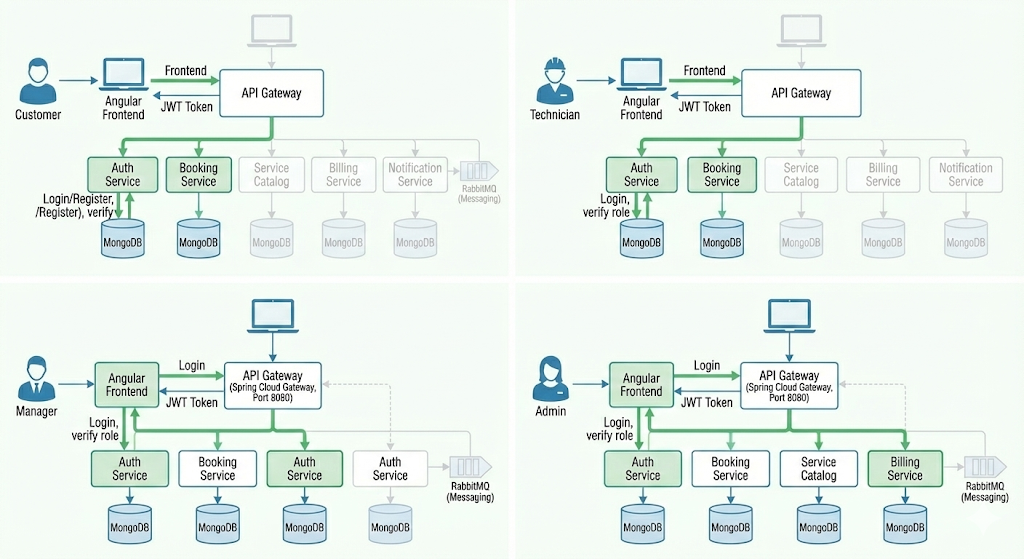 Customer
Angular
Frontend
Frontend
JWT Token
API Gateway
Auth
Service
Booking
Service
Service
Catalog
Billing
Service
Notification
Service
RabbitMQ
(Messaging)
Login/Register,
/Register), verify
MongoDB
MongoDB
MongoDB
MongoDB
MongoDB
Technician
Angular
Frontend
Frontend
JWT Token
API Gateway
Auth
Service
Booking
Service
Service
Catalog
Billing
Service
Notification
Service
Login,
verify role
MongoDB
MongoDB
MongoDB
MongoDB
MongoDB
Manager
Angular
Frontend
Login
JWT Token
API Gateway
(Spring Cloud Gateway,
Port 8080)
Login,
verify role
Auth
Service
Booking
Service
Auth
Service
Auth
Service
RabbitMQ
(Messaging)
MongoDB
MongoDB
MongoDB
MongoDB
Admin
Angular
Frontend
Login
JWT Token
API Gateway
(Spring Cloud Gateway,
Port 8080)
Login,
verify role
Auth
Service
Booking
Service
Service
Catalog
Billing
Service
RabbitMQ
(Messaging)
MongoDB
MongoDB
MongoDB
MongoDB